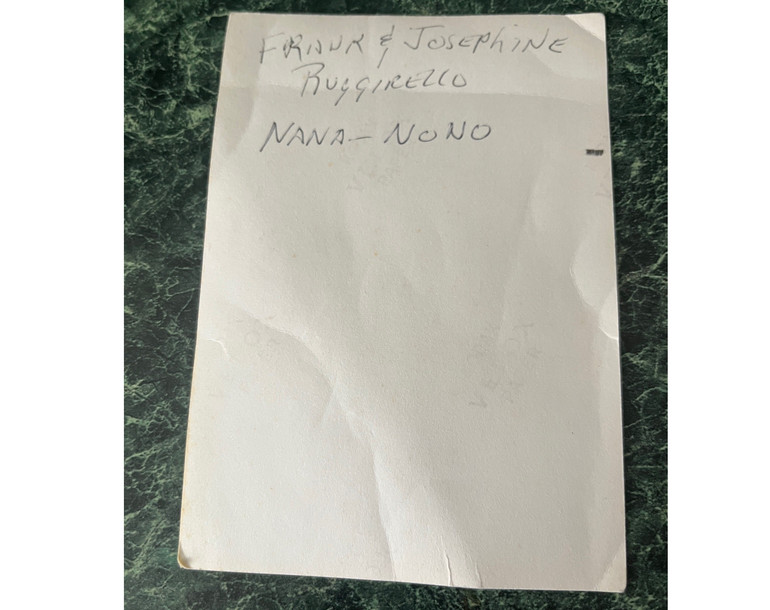 FRANK & JOSEPHINE
RUGGIRELLO
NANA - NONO